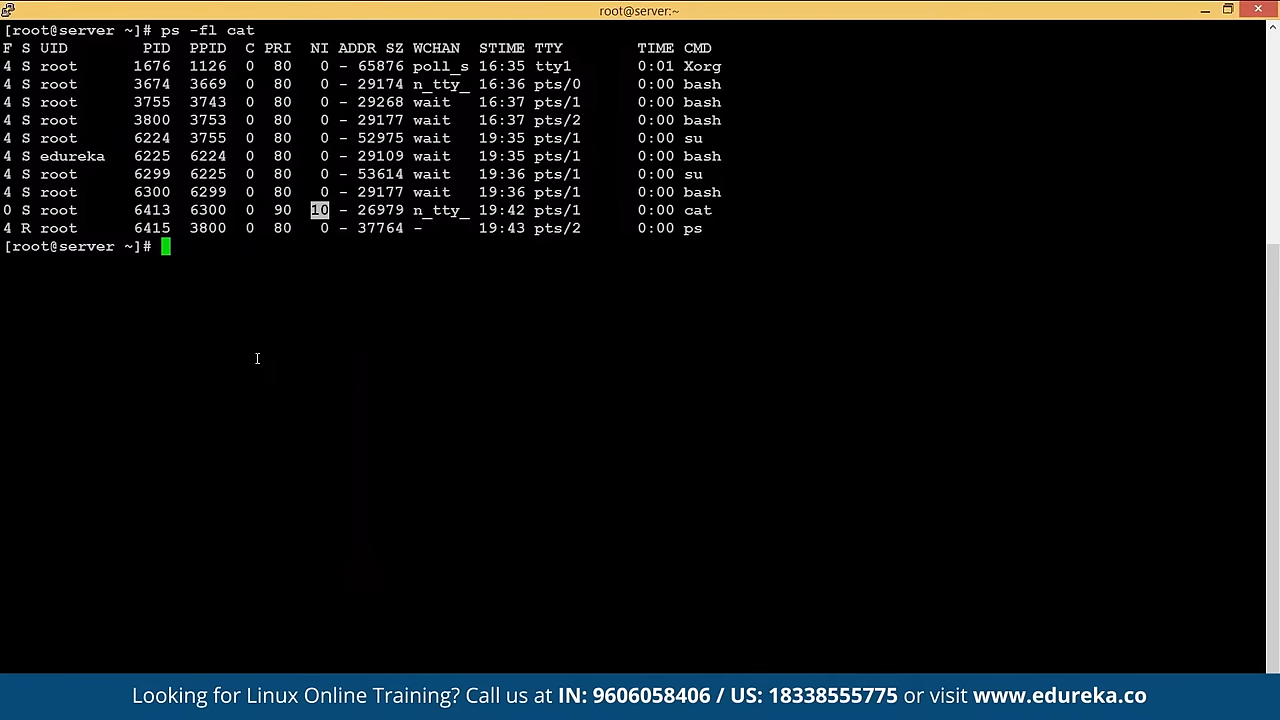 root@server:~
[root@server ~]# ps -fl cat
F S UID PID PPID C PRI NI ADDR SZ WCHAN STIME TTY TIME CMD
4 S root 1676 1126 0 80 0 - 65876 poll_s 16:35 tty1 0:01 Xorg
4 S root 3674 3669 0 80 0 - 29174 n_tty_ 16:36 pts/0 0:00 bash
4 S root 3755 3743 0 80 0 - 29268 wait 16:37 pts/1 0:00 bash
4 S root 3800 3753 0 80 0 - 29177 wait 16:37 pts/2 0:00 bash
4 S root 6224 3755 0 80 0 - 52975 wait 19:35 pts/1 0:00 su
4 S edureka 6225 6224 0 80 0 - 29109 wait 19:35 pts/1 0:00 bash
4 S root 6299 6225 0 80 0 - 53614 wait 19:36 pts/1 0:00 su
4 S root 6300 6299 0 80 0 - 29177 wait 19:36 pts/1 0:00 bash
0 S root 6413 6300 0 90 10 - 26979 n_tty_ 19:42 pts/1 0:00 cat
4 R root 6415 3800 0 80 0 - 37764 - 19:43 pts/2 0:00 ps
[root@server ~]#
Looking for Linux Online Training? Call us at IN: 9606058406 / US: 18338555775 or visit www.edureka.co